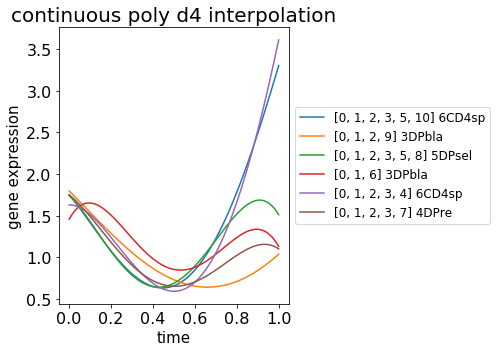 continuous poly d4 interpolation
gene expression
3.5
3.0
2.5
2.0
1.5
1.0
0.5
0.0
0.2
0.4
0.6
0.8
1.0
time
[0, 1, 2, 3, 5, 10] 6CD4sp
[0, 1, 2, 9] 3DPbla
[0, 1, 2, 3, 5, 8] 5DPsel
[0, 1, 6] 3DPbla
[0, 1, 2, 3, 4] 6CD4sp
[0, 1, 2, 3, 7] 4DPre